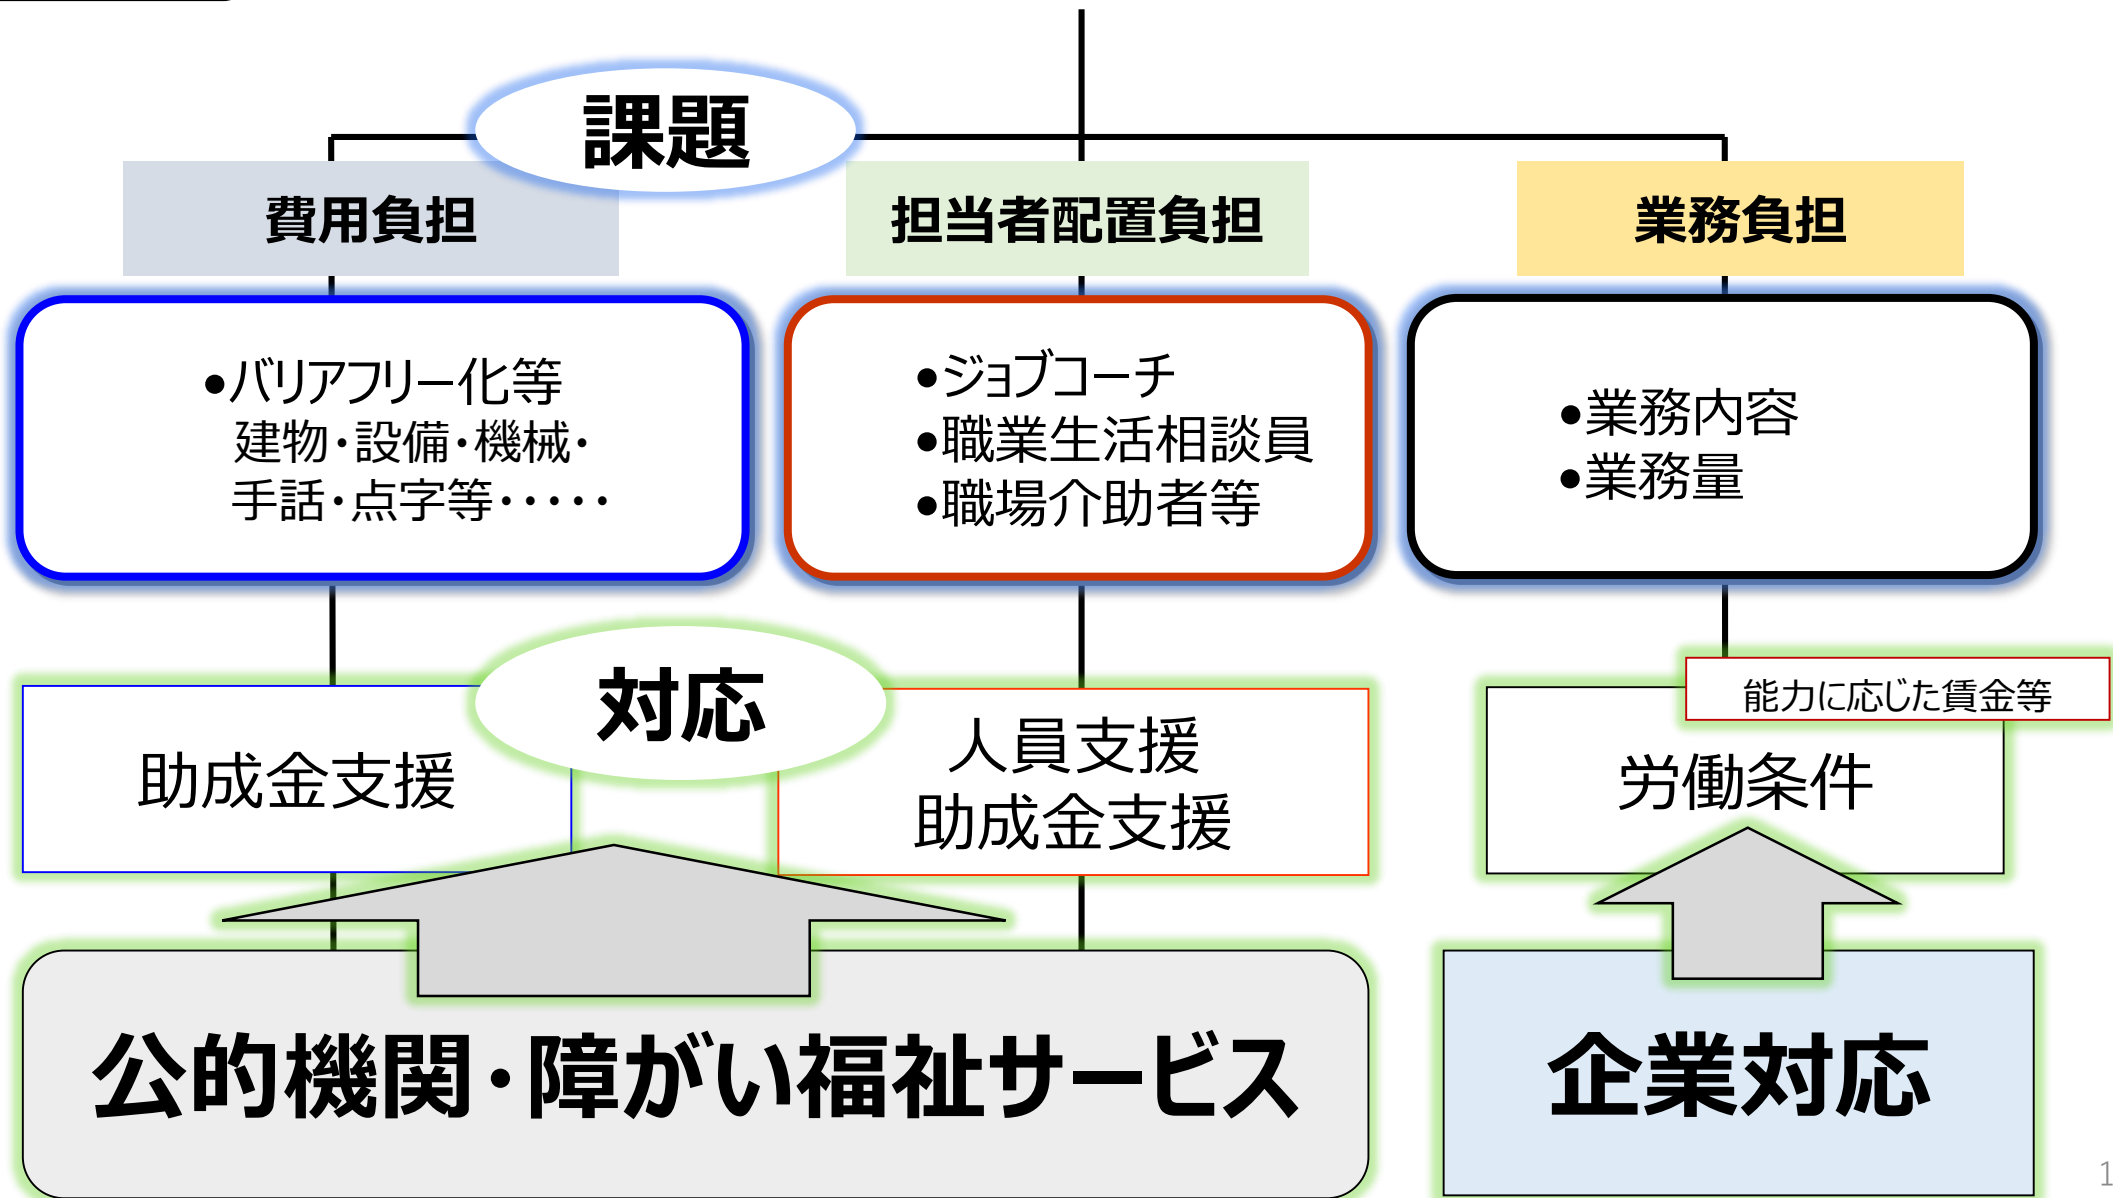 課題
費用負担
担当者配置負担
業務負担
●バリアフリー化等
建物・設備・機械・
手話・点字等・・・・・
●ジョブコーチ
●職業生活相談員
●職場介助者等
●業務内容
●業務量
対応
助成金支援
人員支援
助成金支援
能力に応じた賃金等
労働条件
公的機関・障がい福祉サービス
企業対応
1